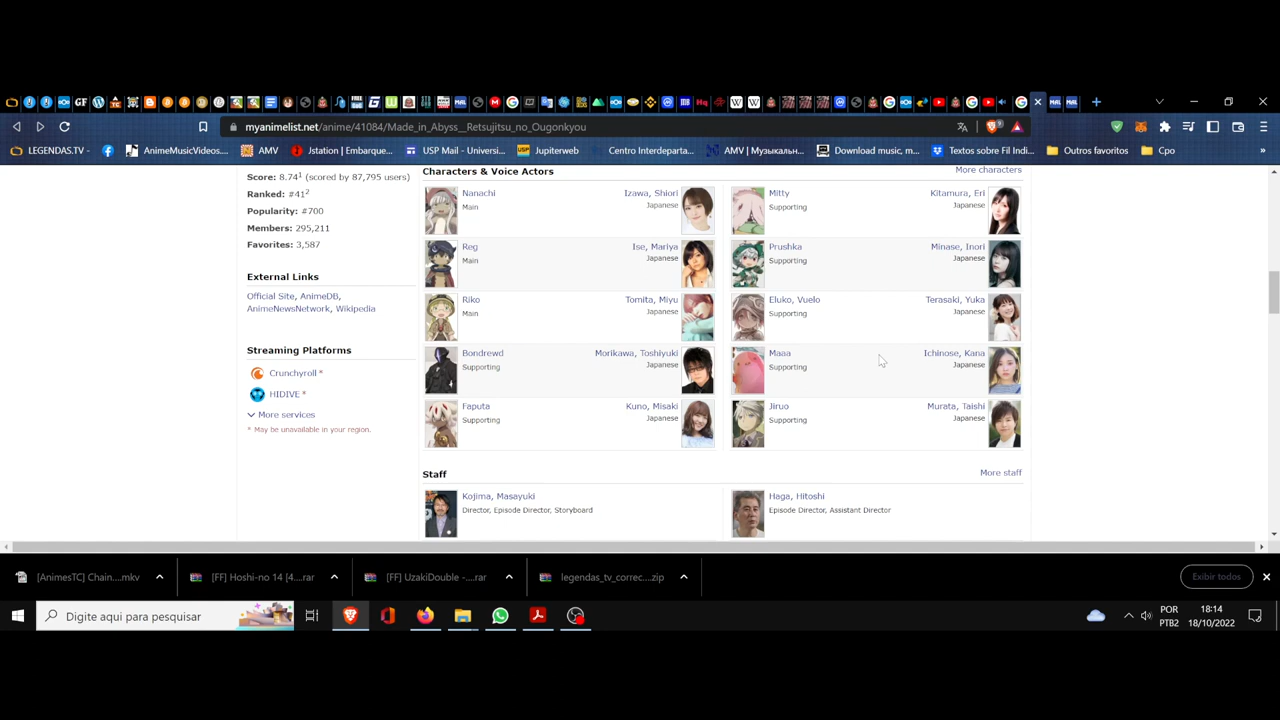 GF
TC
MAL
MAL
MAL
myanimelist.net/anime/41084/Made_in_Abyss__Retsujitsu_no_Ougonkyou
9
LEGENDAS.TV -
AnimeMusicVideos...
AMV
Jstation | Embarque...
USP Mail - Universi...
Jupiterweb
Centro Interdeparta...
AMV | Музыкальн...
Download music, m...
Textos sobre Fil Indi...
Outros favoritos
Cpo
»
Score: 8.74¹ (scored by 87,795 users)
Ranked: #41²
Popularity: #700
Members: 295,211
Favorites: 3,587
External Links
Official Site, AnimeDB,
AnimeNewsNetwork, Wikipedia
Streaming Platforms
Crunchyroll *
HIDIVE *
More services
* May be unavailable in your region.
Characters & Voice Actors
More characters
Nanachi
Main
Izawa, Shiori
Japanese
Mitty
Supporting
Kitamura, Eri
Japanese
Reg
Main
Ise, Mariya
Japanese
Prushka
Supporting
Minase, Inori
Japanese
Riko
Main
Tomita, Miyu
Japanese
Eluko, Vuelo
Supporting
Terasaki, Yuka
Japanese
Bondrewd
Supporting
Morikawa, Toshiyuki
Japanese
Maaa
Supporting
Ichinose, Kana
Japanese
Faputa
Supporting
Kuno, Misaki
Japanese
Jiruo
Supporting
Murata, Taishi
Japanese
Staff
More staff
Kojima, Masayuki
Director, Episode Director, Storyboard
Haga, Hitoshi
Episode Director, Assistant Director
[AnimesTC] Chain....mkv
[FF] Hoshi-no 14 [4....rar
[FF] UzakiDouble -....rar
legendas_tv_correc....zip
Exibir todos
Digite aqui para pesquisar
POR
PTB2
18:14
18/10/2022